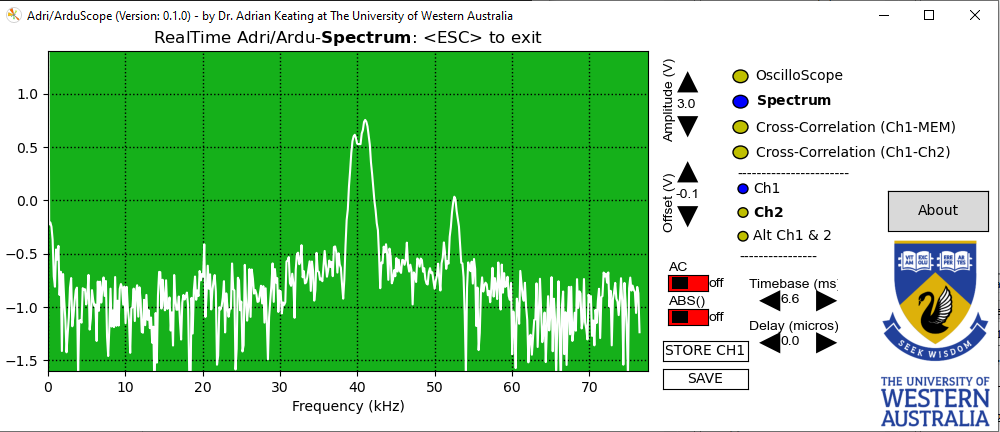 Adri/ArduScope (Version: 0.1.0) - by Dr. Adrian Keating at The University of Western Australia
RealTime Adri/Ardu-Spectrum: <ESC> to exit
1.0
0.5
0.0
−0.5
−1.0
−1.5
0 10 20 30 40 50 60 70
Frequency (kHz)
Amplitude (V)
3.0
Offset (V)
-0.1
AC
off
ABS()
off
STORE CH1
SAVE
OscilloScope
Spectrum
Cross-Correlation (Ch1-MEM)
Cross-Correlation (Ch1-Ch2)
----------------------
Ch1
Ch2
Alt Ch1 & 2
---------------
Timebase (ms)
6.6
Delay (micros)
0.0
About
SEEK WISDOM
THE UNIVERSITY OF
WESTERN
AUSTRALIA